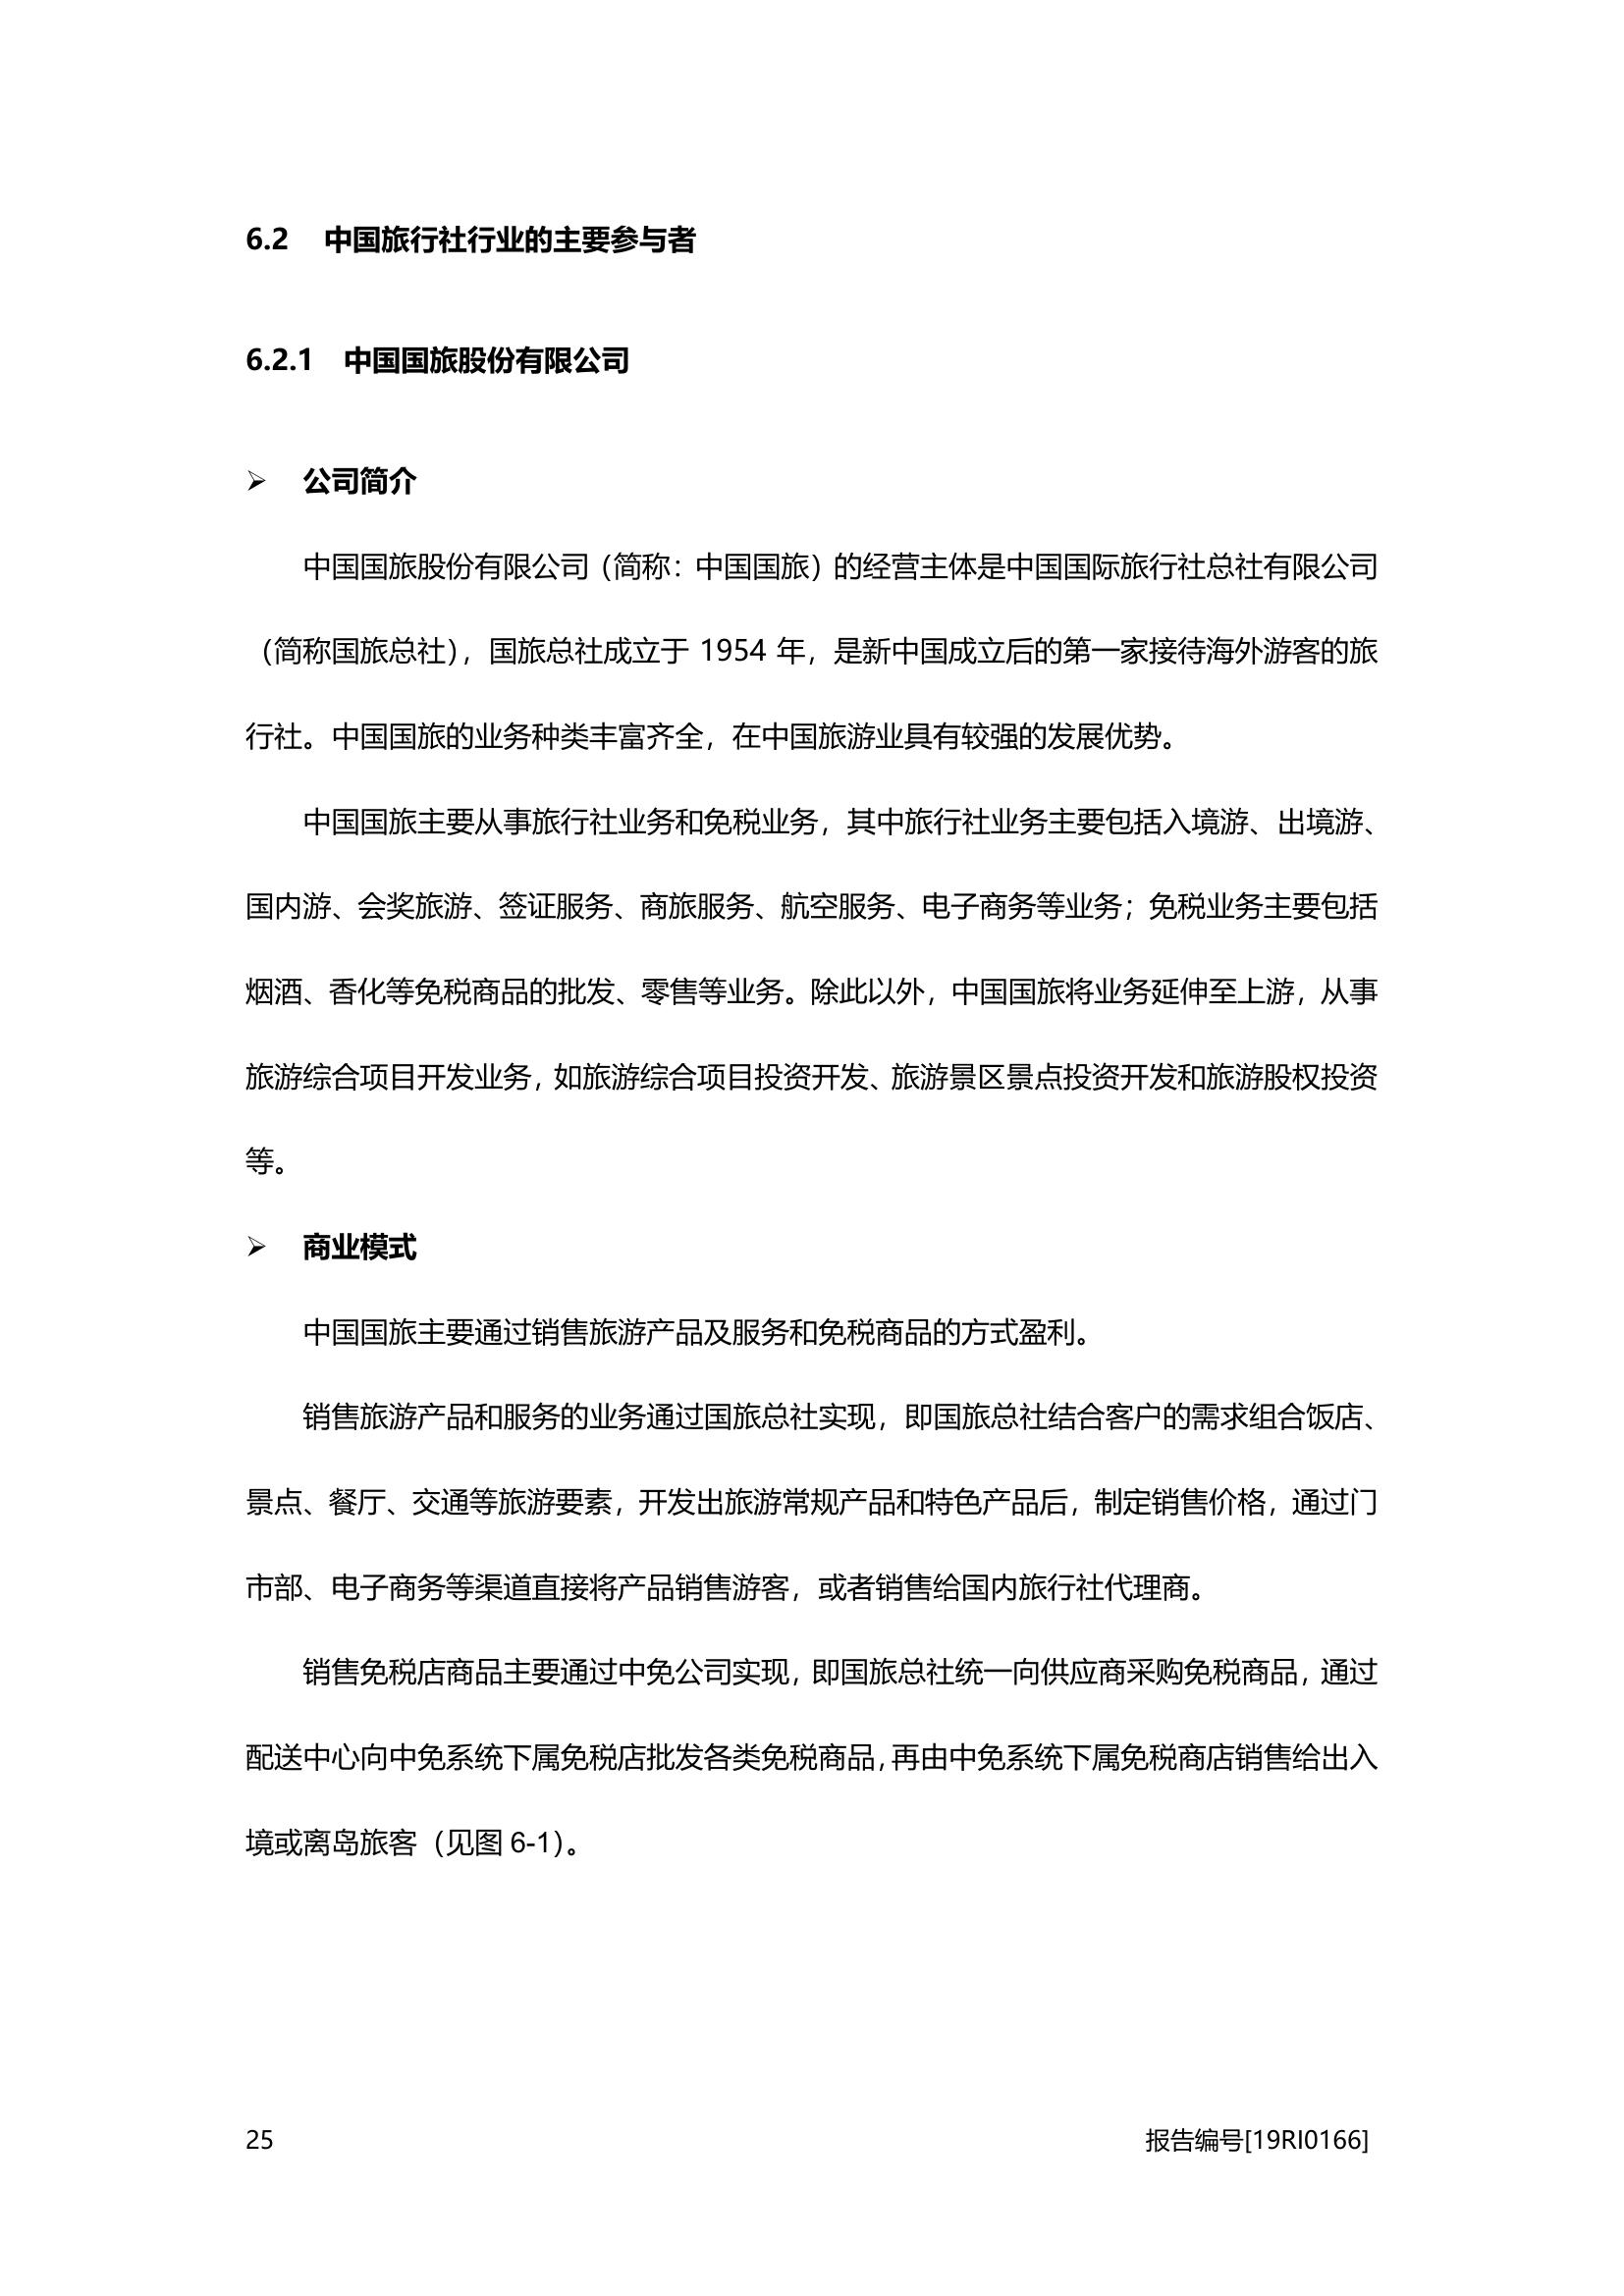 6.2 中国旅行社行业的主要参与者
6.2.1 中国国旅股份有限公司
➢ 公司简介
中国国旅股份有限公司（简称：中国国旅）的经营主体是中国国际旅行社总社有限公司
（简称国旅总社），国旅总社成立于 1954 年，是新中国成立后的第一家接待海外游客的旅
行社。中国国旅的业务种类丰富齐全，在中国旅游业具有较强的发展优势。
中国国旅主要从事旅行社业务和免税业务，其中旅行社业务主要包括入境游、出境游、
国内游、会奖旅游、签证服务、商旅服务、航空服务、电子商务等业务；免税业务主要包括
烟酒、香化等免税商品的批发、零售等业务。除此以外，中国国旅将业务延伸至上游，从事
旅游综合项目开发业务，如旅游综合项目投资开发、旅游景区景点投资开发和旅游股权投资
等。
➢ 商业模式
中国国旅主要通过销售旅游产品及服务和免税商品的方式盈利。
销售旅游产品和服务的业务通过国旅总社实现，即国旅总社结合客户的需求组合饭店、
景点、餐厅、交通等旅游要素，开发出旅游常规产品和特色产品后，制定销售价格，通过门
市部、电子商务等渠道直接将产品销售游客，或者销售给国内旅行社代理商。
销售免税店商品主要通过中免公司实现，即国旅总社统一向供应商采购免税商品，通过
配送中心向中免系统下属免税店批发各类免税商品，再由中免系统下属免税商店销售给出入
境或离岛旅客（见图 6-1）。
25 报告编号[19RI0166]